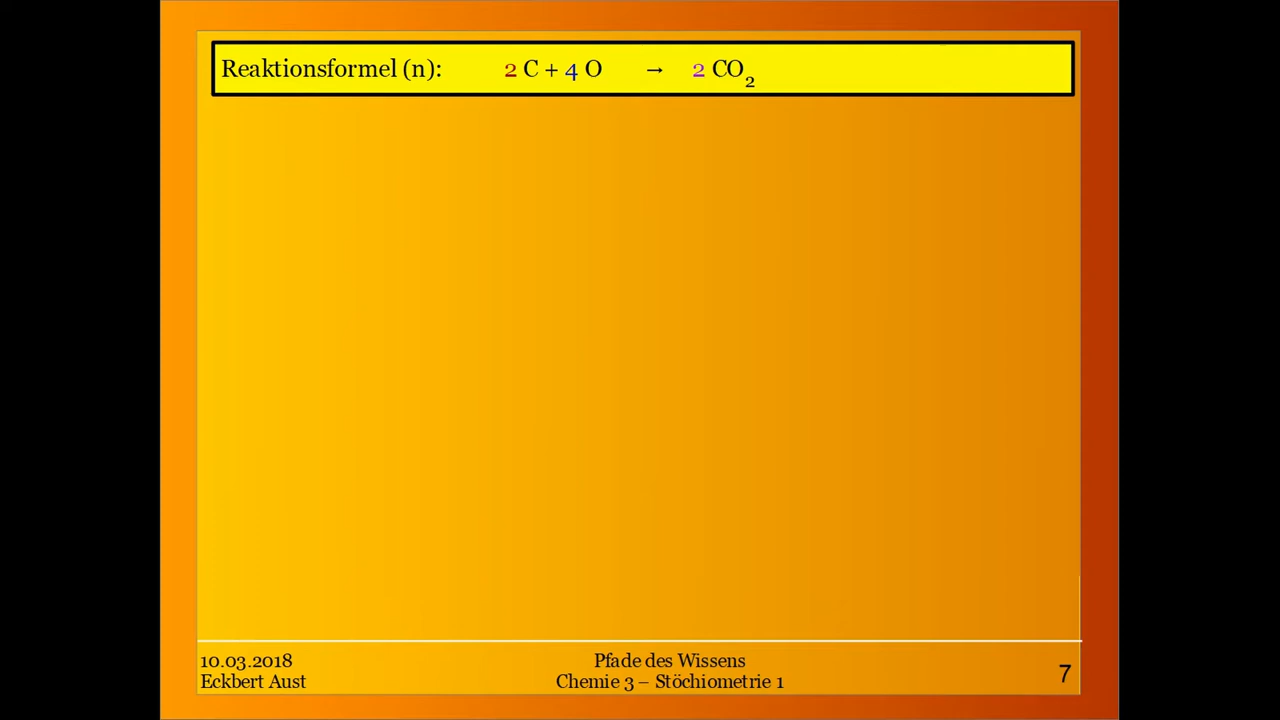 Reaktionsformel (n): 2 C + 4 O → 2 CO₂
10.03.2018
Eckbert Aust
Pfade des Wissens
Chemie 3 – Stöchiometrie 1
7